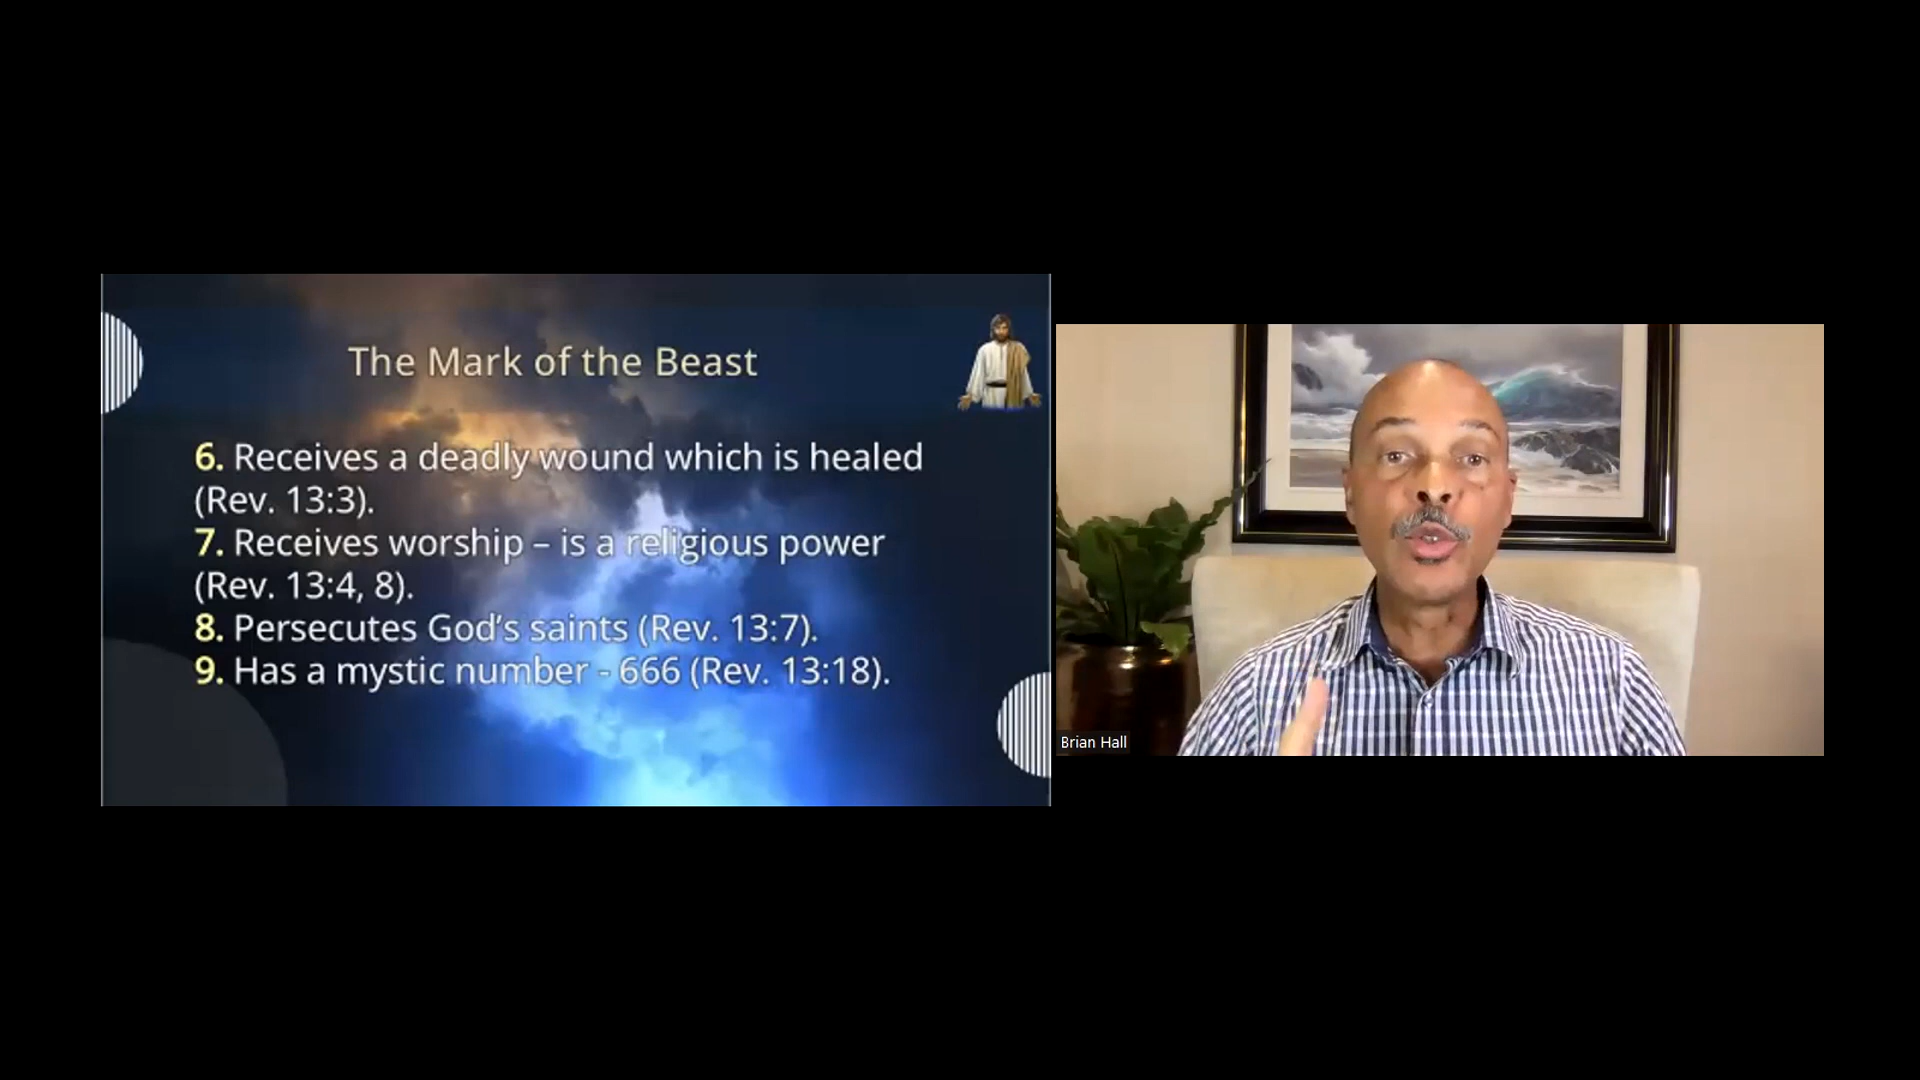 The Mark of the Beast
6. Receives a deadly wound which is healed
(Rev. 13:3).
7. Receives worship – is a religious power
(Rev. 13:4, 8).
8. Persecutes God’s saints (Rev. 13:7).
9. Has a mystic number - 666 (Rev. 13:18).
Brian Hall